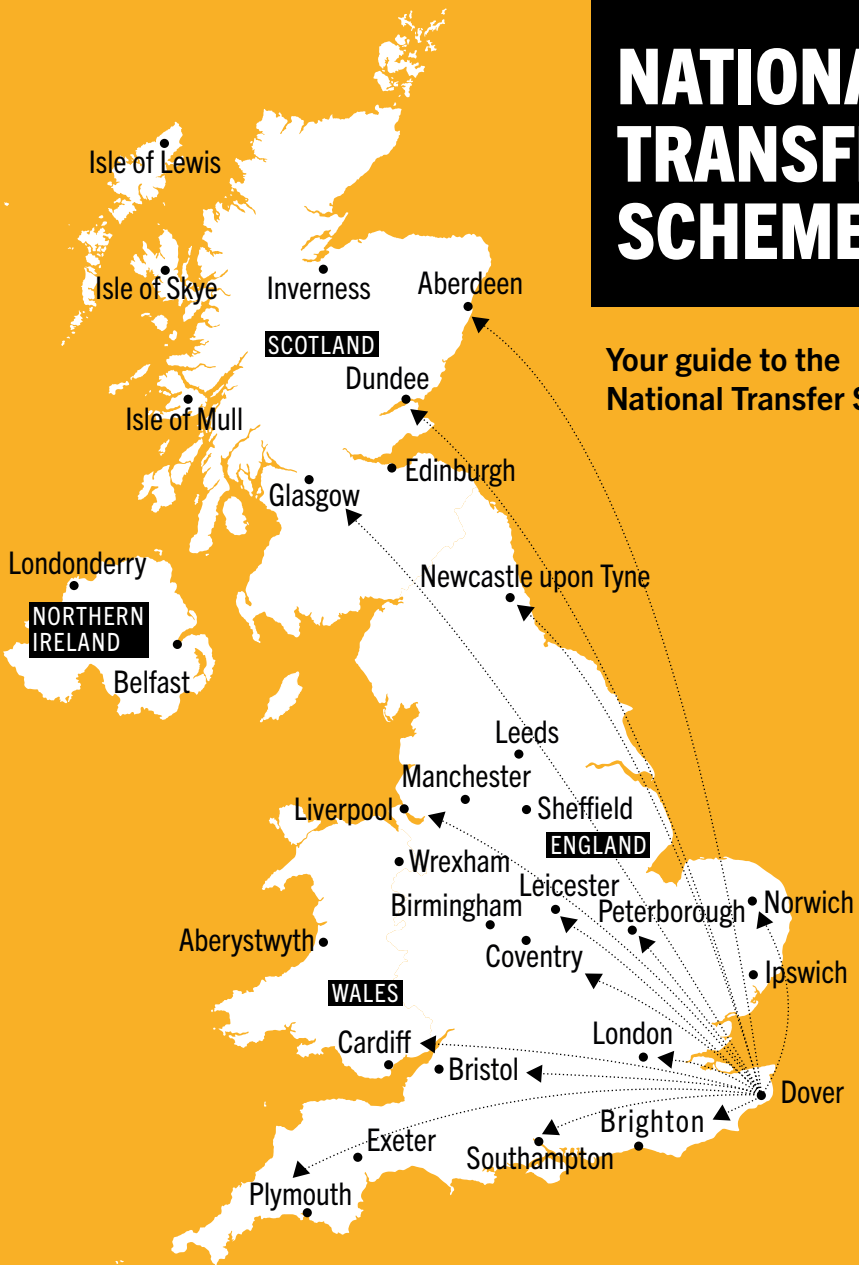 NATIONA
TRANSF
SCHEME
Your guide to the
National Transfer S
Isle of Lewis
Isle of Skye
Inverness
Aberdeen
SCOTLAND
Dundee
Isle of Mull
Edinburgh
Glasgow
Londonderry
Newcastle upon Tyne
NORTHERN
IRELAND
Belfast
Leeds
Manchester
Liverpool
Sheffield
ENGLAND
Wrexham
Leicester
Birmingham
Peterborough
Norwich
Aberystwyth
Coventry
Ipswich
WALES
London
Cardiff
Bristol
Dover
Brighton
Exeter
Southampton
Plymouth